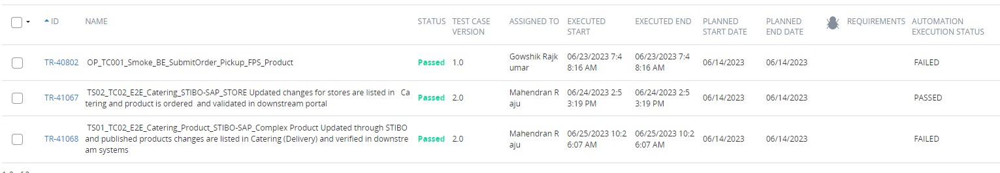 ID NAME STATUS TEST CASE VERSION ASSIGNED TO EXECUTED START EXECUTED END PLANNED START DATE PLANNED END DATE REQUIREMENTS AUTOMATION EXECUTION STATUS
TR-40802 OP_TC001_Smoke_BE_SubmitOrder_Pickup_FPS_Product Passed 1.0 Gowshik Rajkumar 06/23/2023 7:48:16 AM 06/23/2023 7:48:16 AM 06/14/2023 06/14/2023 FAILED
TR-41067 TS02_TC02_E2E_Catering_STIBO-SAP_STORE Updated changes for stores are listed in Catering and product is ordered and validated in downstream portal Passed 2.0 Mahendran Raju 06/24/2023 2:53:19 PM 06/24/2023 2:53:19 PM 06/14/2023 06/14/2023 PASSED
TR-41068 TS01_TC02_E2E_Catering_Product_STIBO-SAP_Complex Product Updated through STIBO and published products changes are listed in Catering (Delivery) and verified in downstream systems Passed 2.0 Mahendran Raju 06/25/2023 10:26:07 AM 06/25/2023 10:26:07 AM 06/14/2023 06/14/2023 FAILED